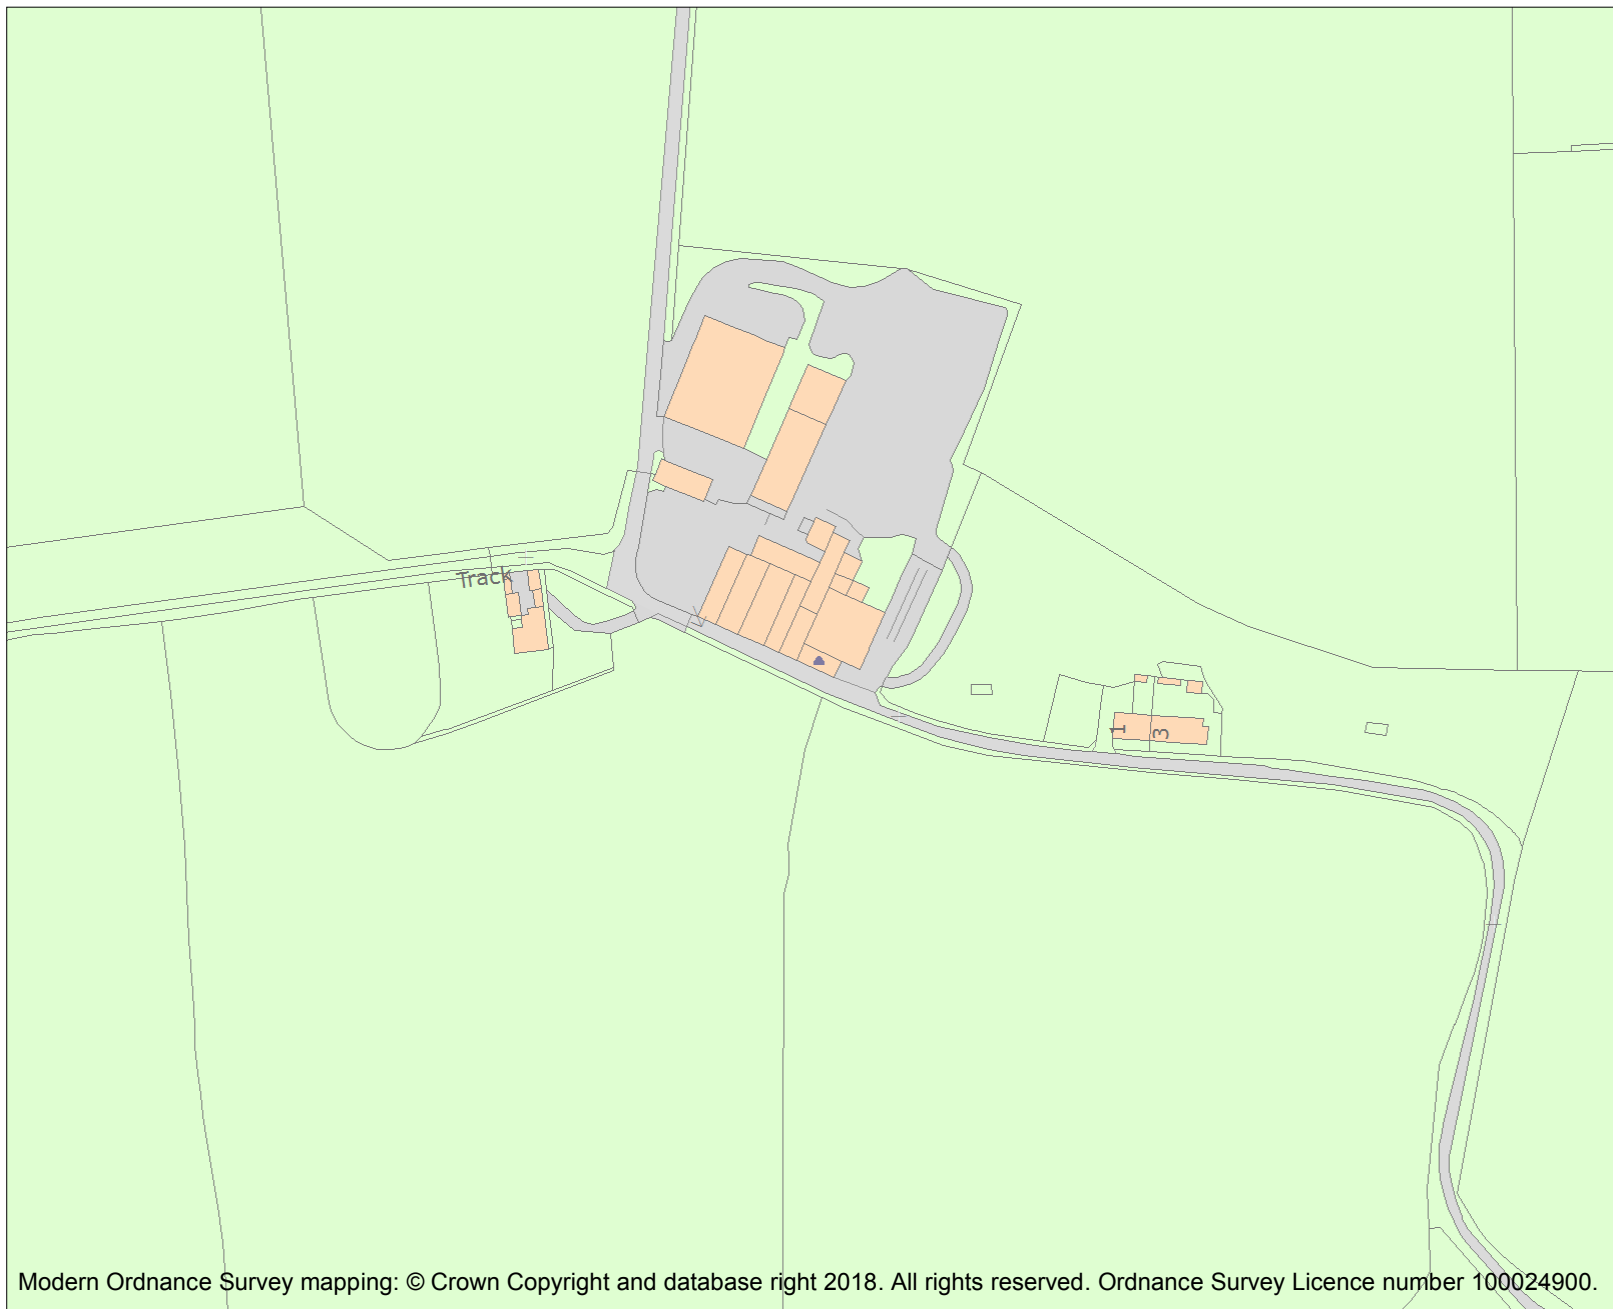 Track
1
3
Modern Ordnance Survey mapping: © Crown Copyright and database right 2018. All rights reserved. Ordnance Survey Licence number 100024900.